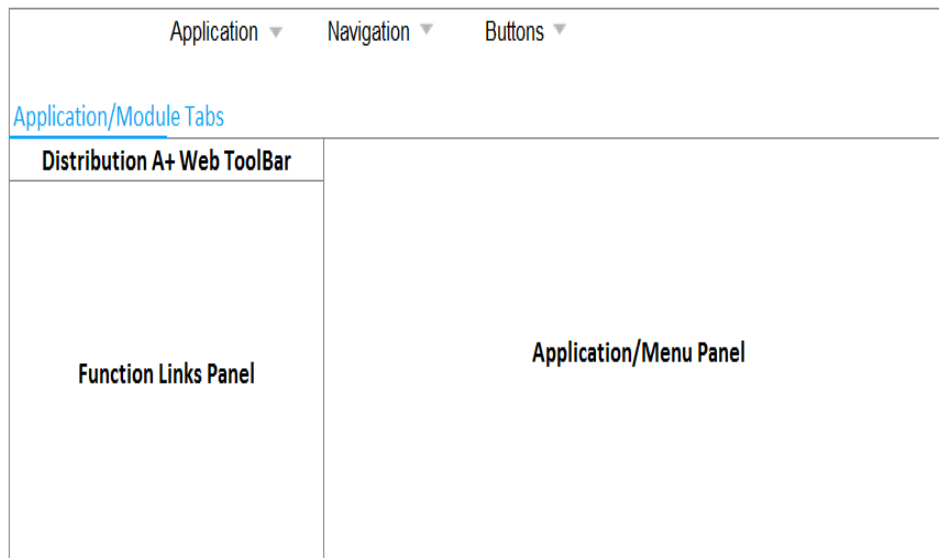 Application Navigation Buttons
Application/Module Tabs
Distribution A+ Web ToolBar
Function Links Panel
Application/Menu Panel